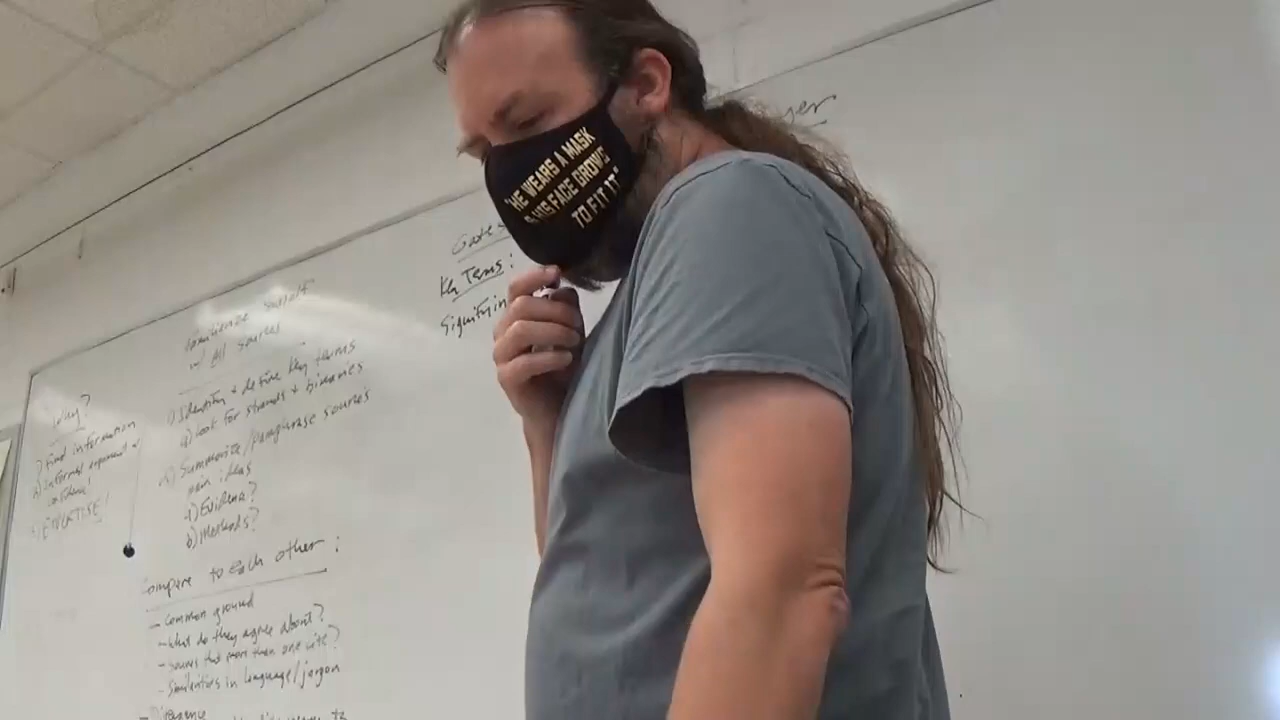 "HE WEARS A MASK
& HIS FACE GROWS
TO FIT IT"
Why?
1) Find information
2) Informed argument w/
evidence!
3) EXPERTISE!
w/ All sources
1) Identify + define key terms
a) Look for strands + binaries
2) Summarize/paraphrase sources
main ideas
a) Evidence?
b) Methods?
Compare to each other:
- Common ground
- What do they agree about?
- Sources that more than one cite?
- Similarities in language/jargon
Key Terms: